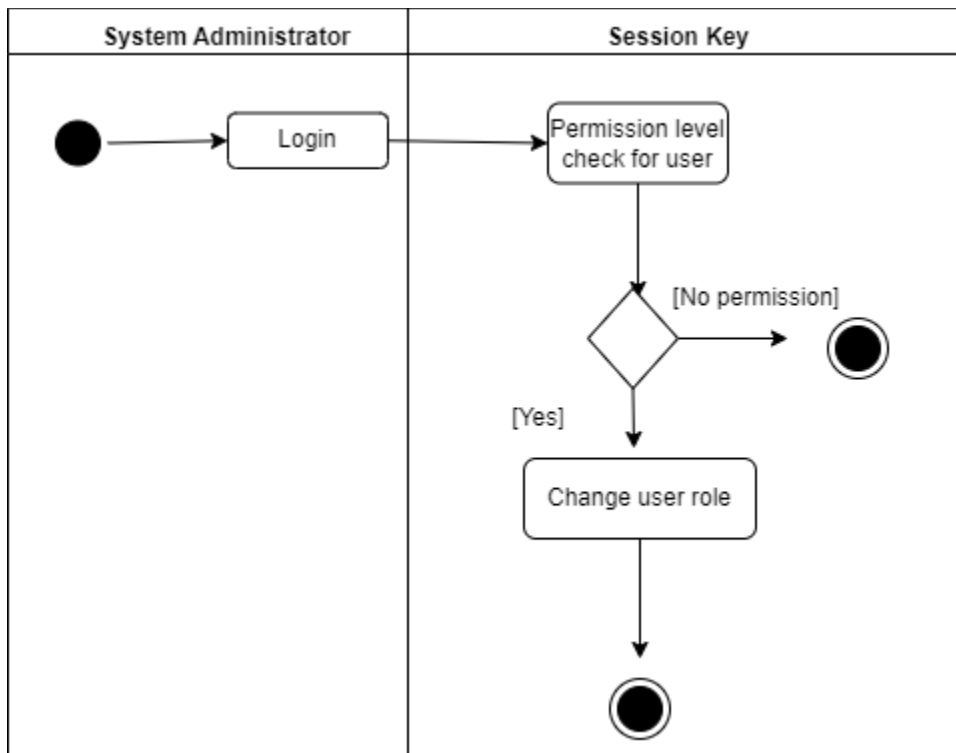 System Administrator
Session Key
Login
Permission level
check for user
[No permission]
[Yes]
Change user role